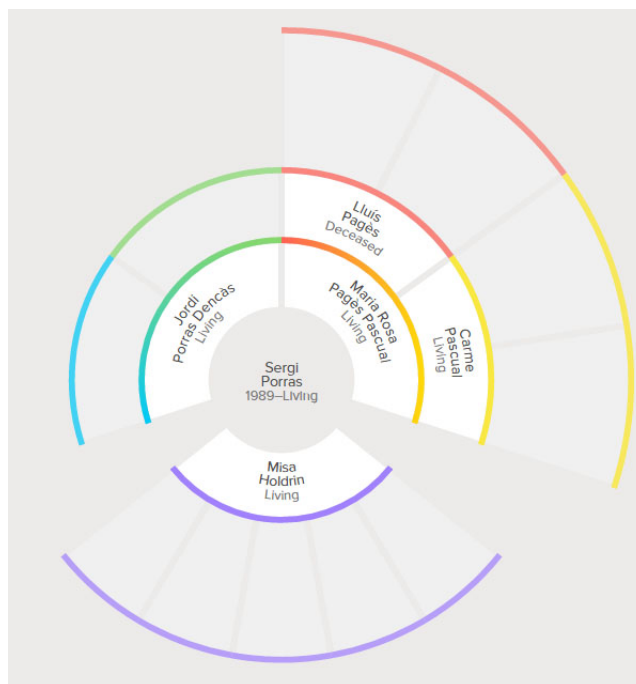 Lluís
Pagès
Deceased
Jordi
Porras Dencàs
Living
Maria Rosa
Pagès Pascual
Living
Carme
Pascual
Living
Sergi
Porras
1989–Living
Misa
Holdrin
Living